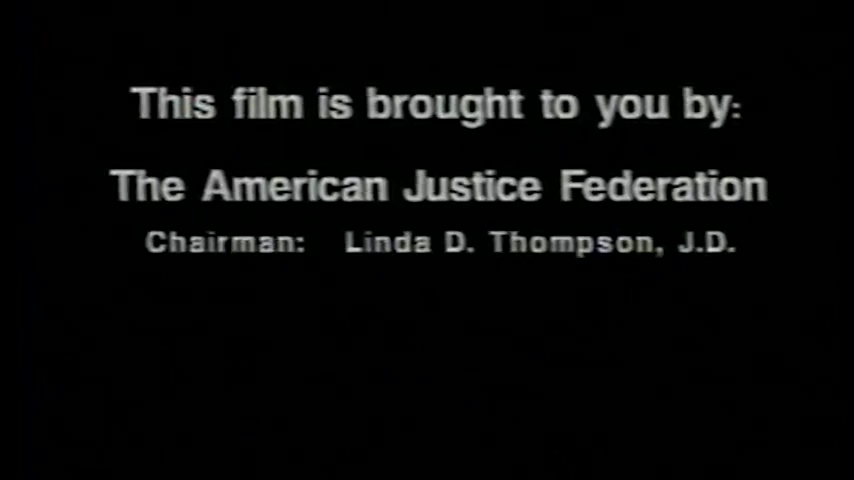 This film is brought to you by:
The American Justice Federation
Chairman: Linda D. Thompson, J.D.